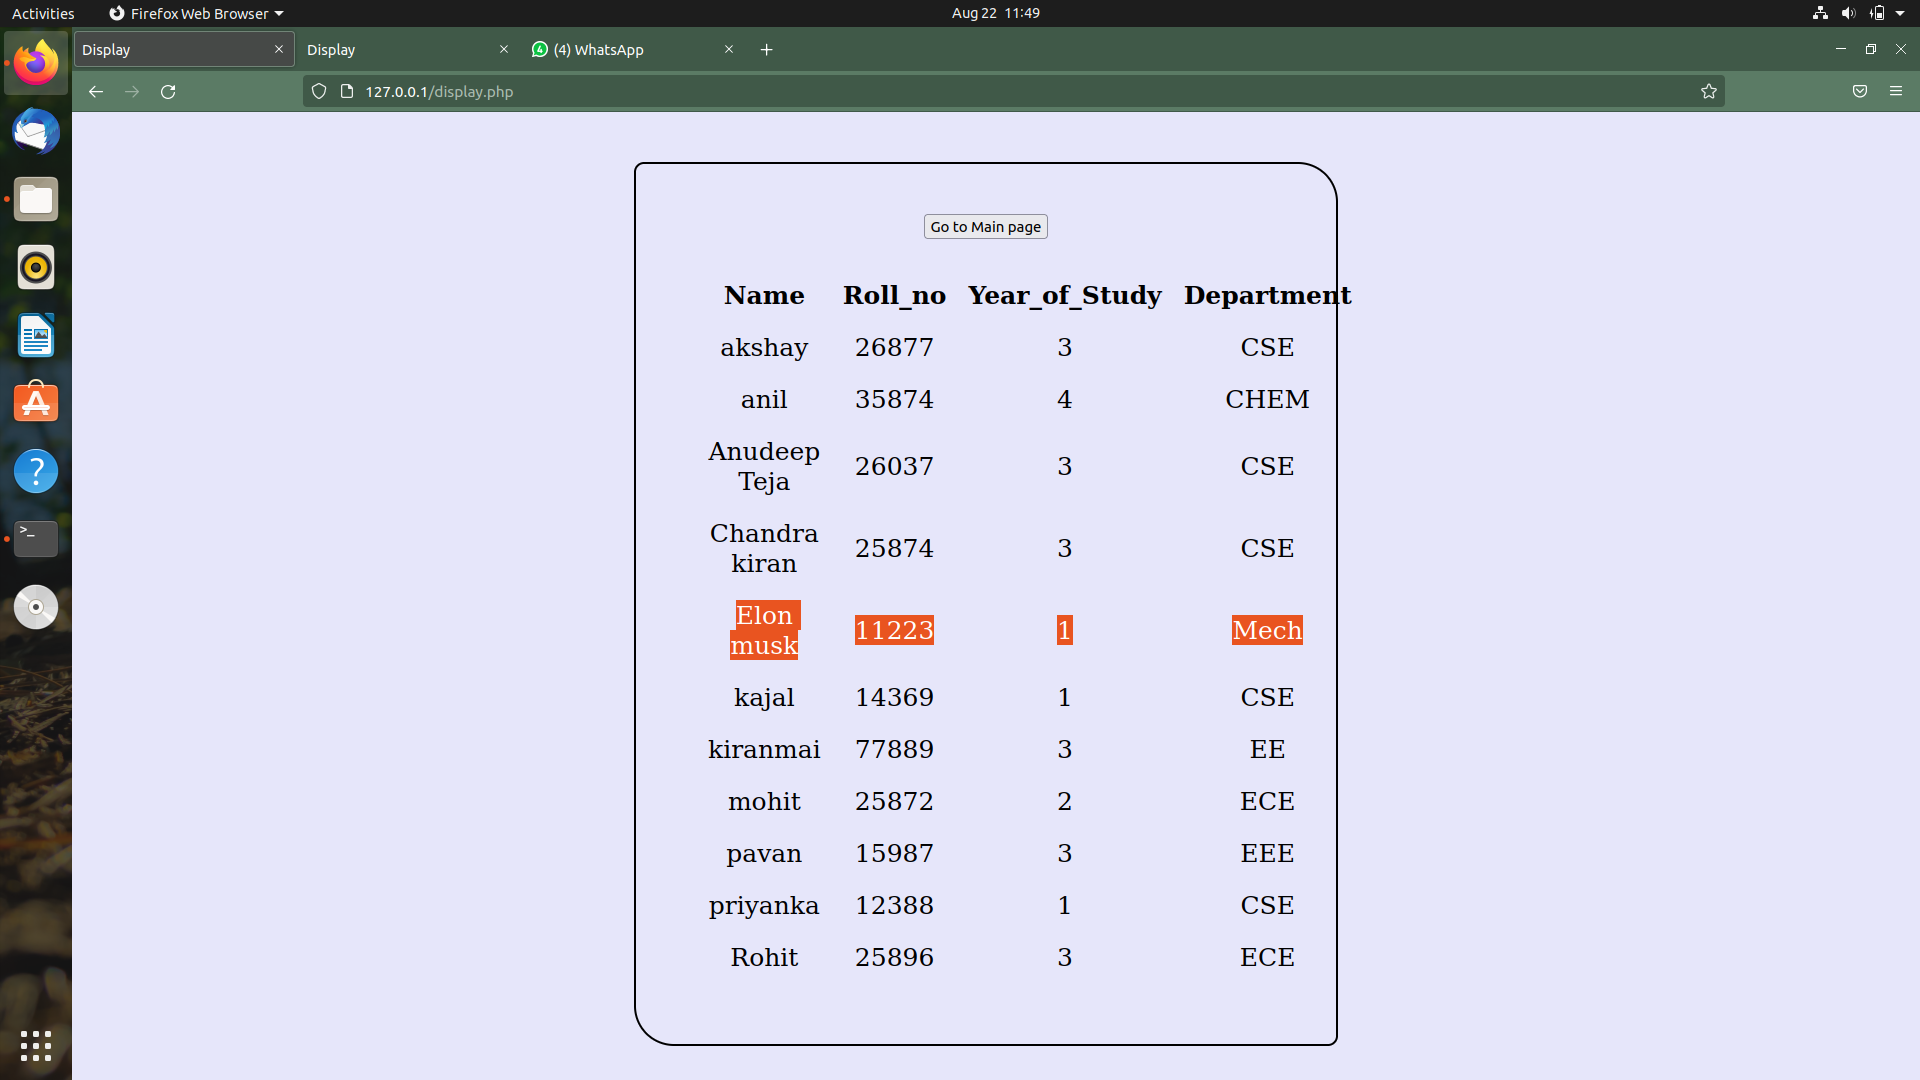 Activities Firefox Web Browser Aug 22 11:49
Display Display 4 (4) WhatsApp
127.0.0.1/display.php
Go to Main page
Name Roll_no Year_of_Study Department
akshay 26877 3 CSE
anil 35874 4 CHEM
Anudeep Teja 26037 3 CSE
Chandra kiran 25874 3 CSE
Elon musk 11223 1 Mech
kajal 14369 1 CSE
kiranmai 77889 3 EE
mohit 25872 2 ECE
pavan 15987 3 EEE
priyanka 12388 1 CSE
Rohit 25896 3 ECE